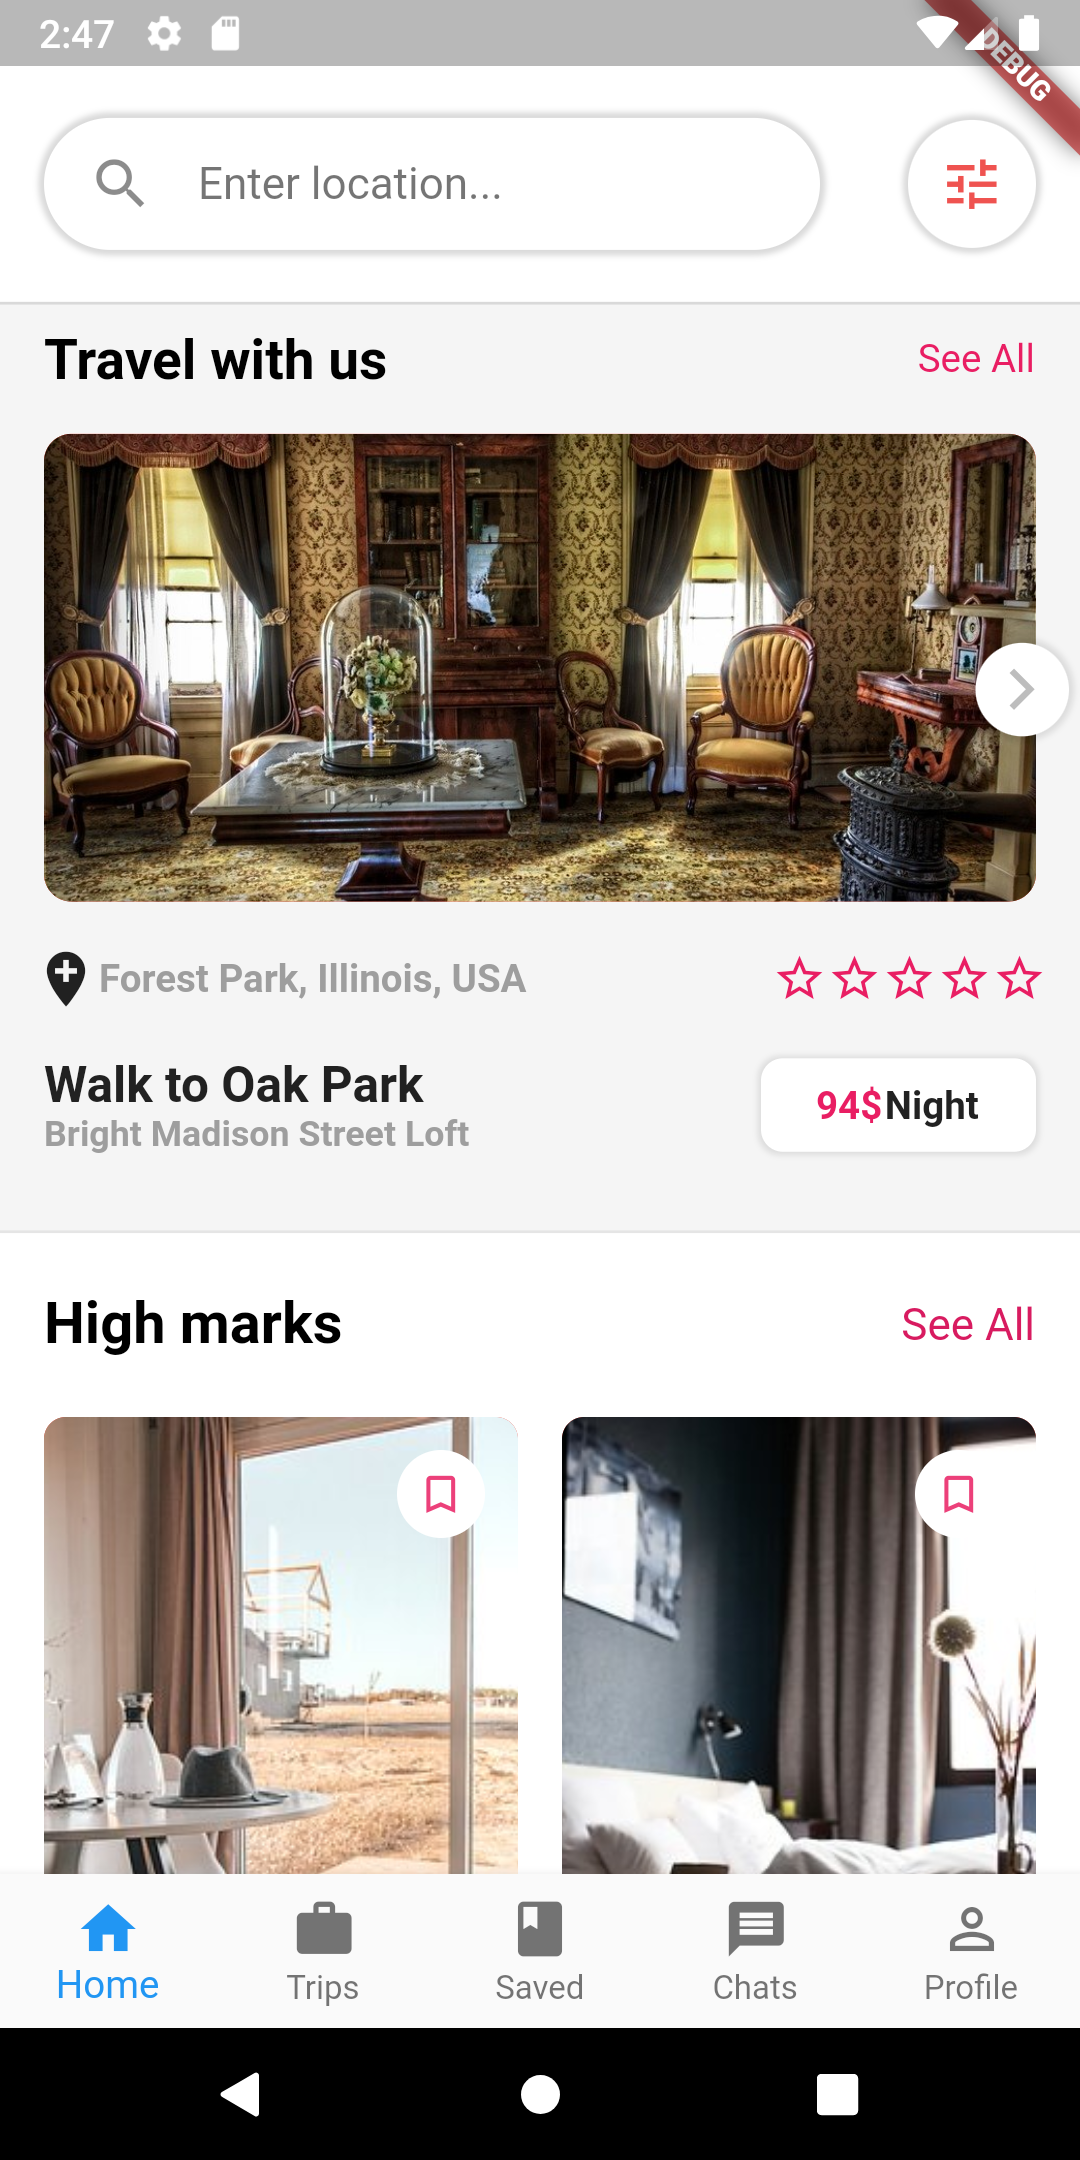 2:47
DEBUG
Enter location...
Travel with us
See All
Forest Park, Illinois, USA
Walk to Oak Park
Bright Madison Street Loft
94$Night
High marks
See All
Home
Trips
Saved
Chats
Profile